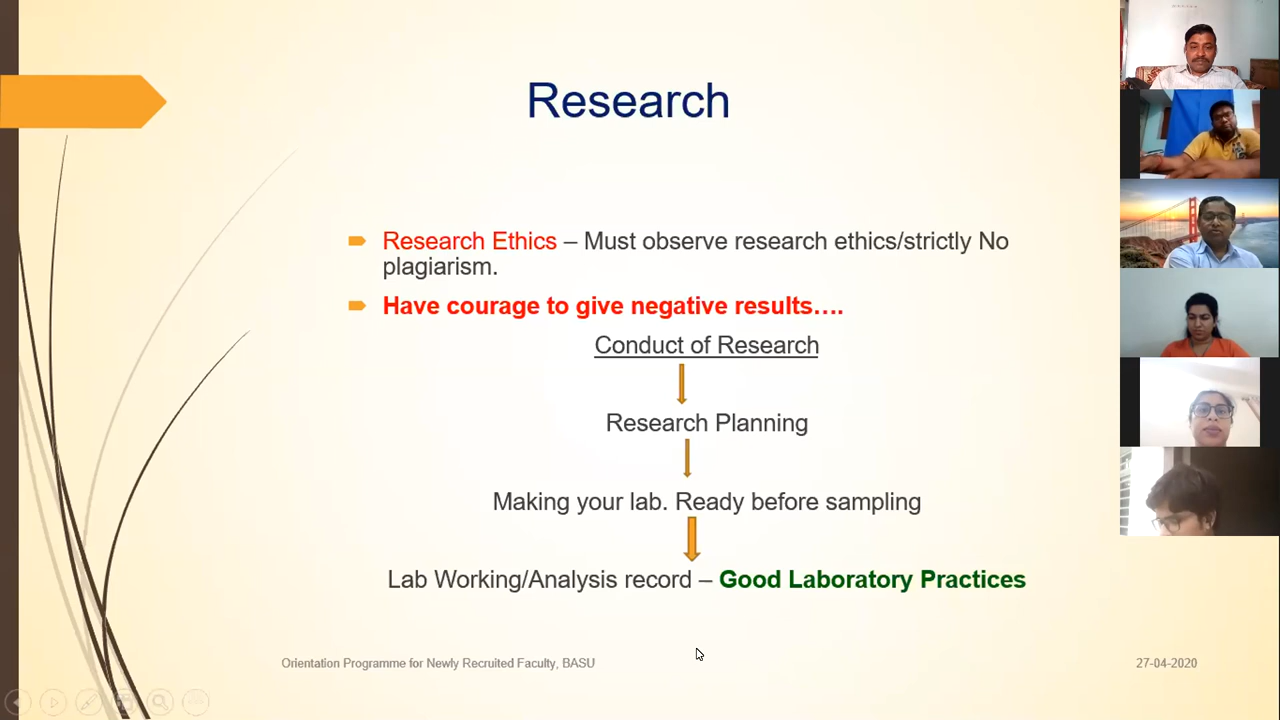 Research
Research Ethics – Must observe research ethics/strictly No
plagiarism.
Have courage to give negative results….
Conduct of Research
Research Planning
Making your lab. Ready before sampling
Lab Working/Analysis record – Good Laboratory Practices
Orientation Programme for Newly Recruited Faculty, BASU
27-04-2020